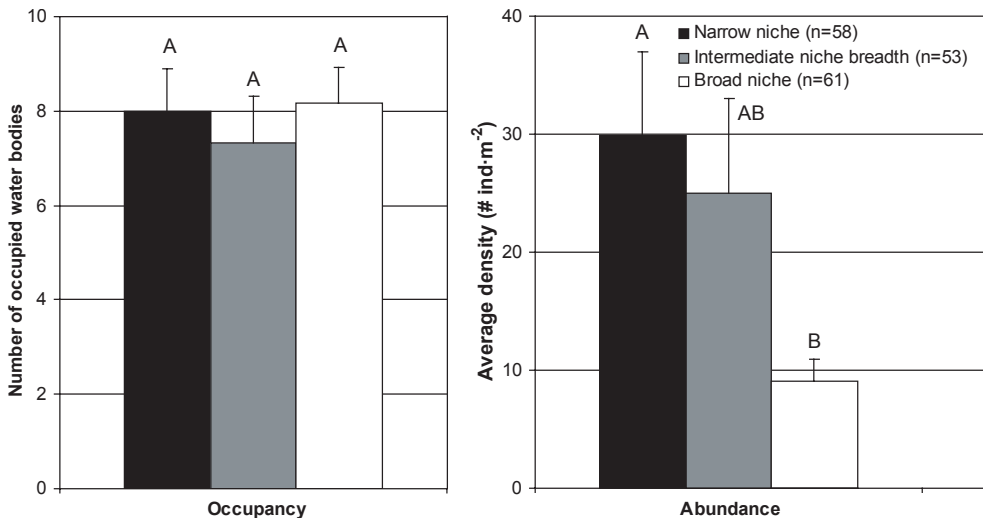 10
8
6
4
2
0
Number of occupied water bodies
A
A
A
Occupancy
40
30
20
10
0
Average density (# ind·m⁻²)
A
AB
B
Narrow niche (n=58)
Intermediate niche breadth (n=53)
Broad niche (n=61)
Abundance